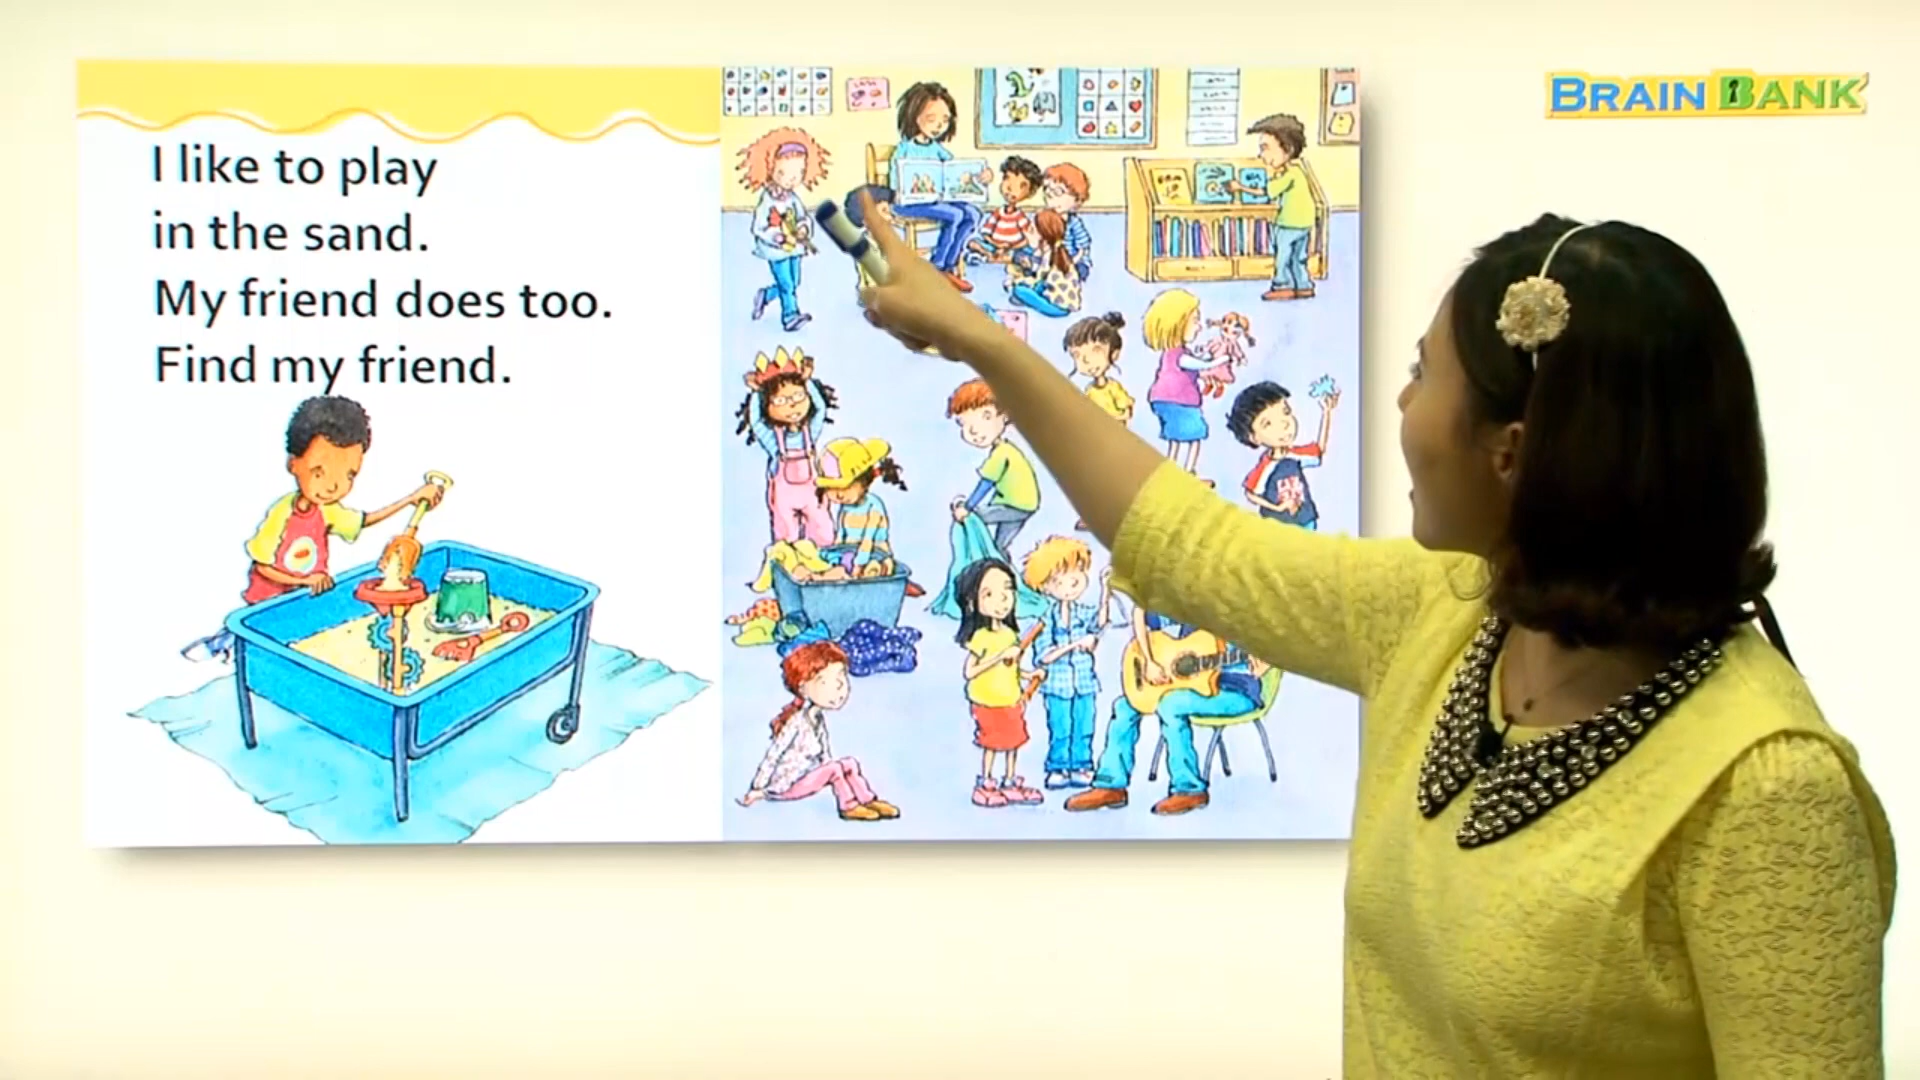 I like to play
in the sand.
My friend does too.
Find my friend.
BRAIN BANK